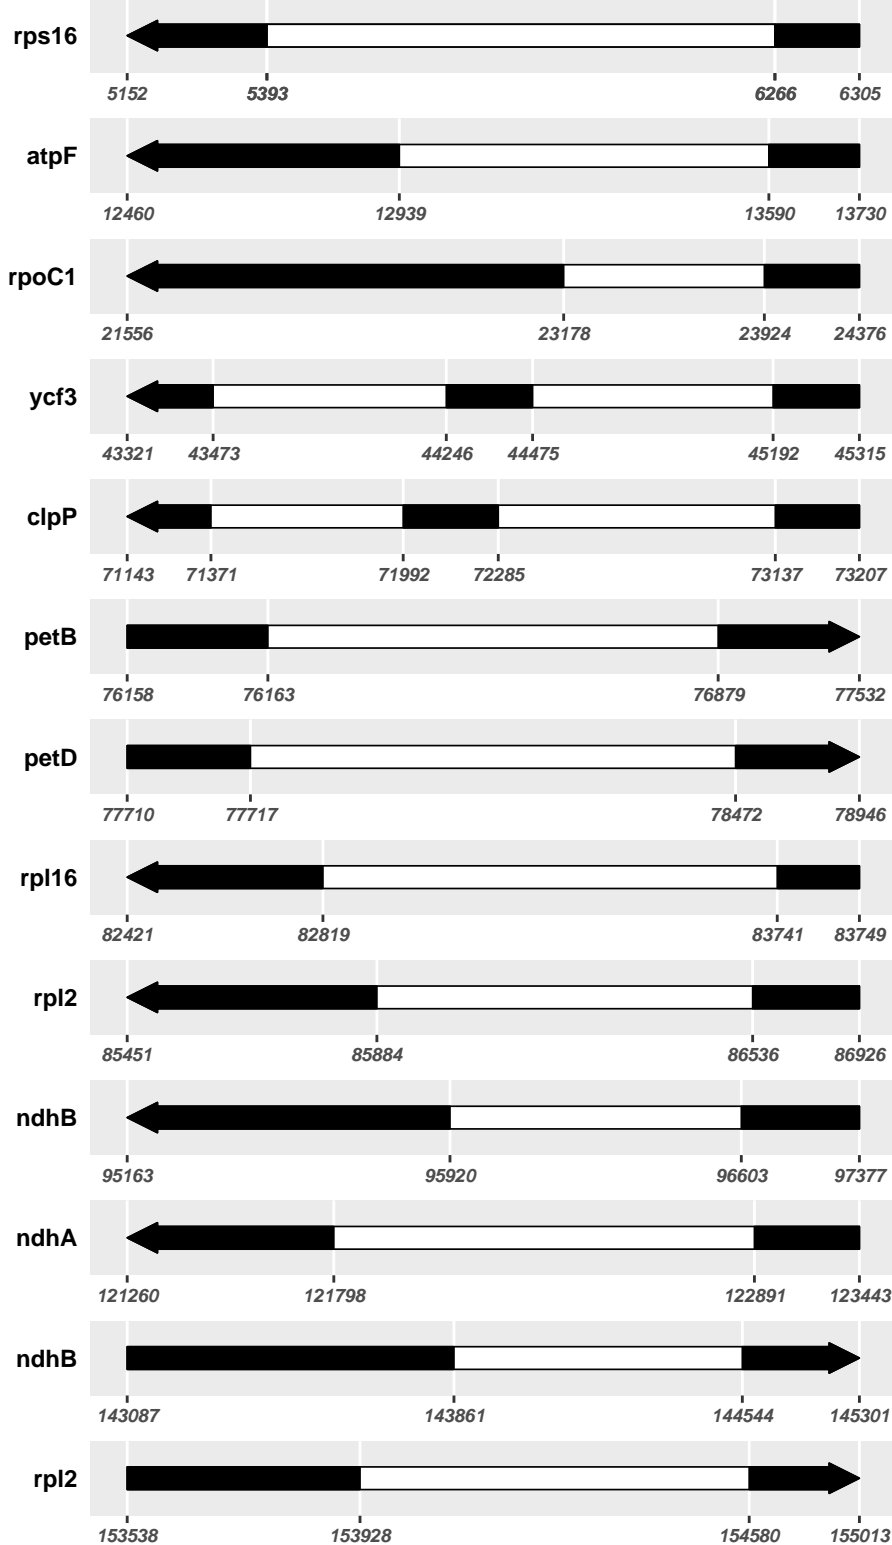 rps16
5152 5393 6266 6305
atpF
12460 12939 13590 13730
rpoC1
21556 23178 23924 24376
ycf3
43321 43473 44246 44475 45192 45315
clpP
71143 71371 71992 72285 73137 73207
petB
76158 76163 76879 77532
petD
77710 77717 78472 78946
rpl16
82421 82819 83741 83749
rpl2
85451 85884 86536 86926
ndhB
95163 95920 96603 97377
ndhA
121260 121798 122891 123443
ndhB
143087 143861 144544 145301
rpl2
153538 153928 154580 155013